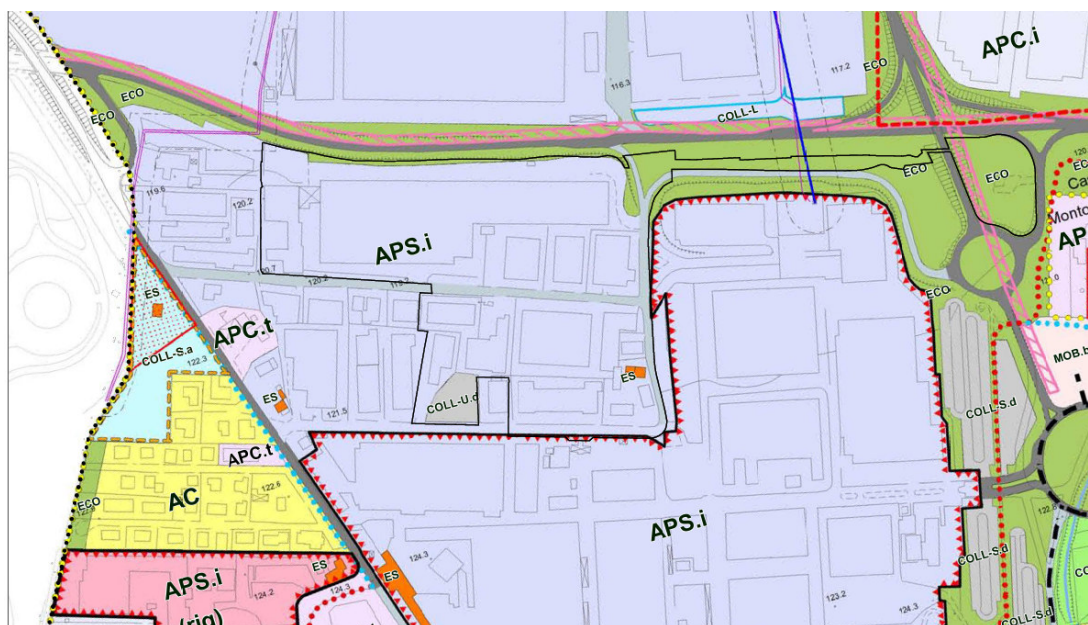 APC.i
117.2
116.3
ECO
ECO
COLL-L
ECO
ECO
119.6
120.2
APS.i
Monto
AP
120.7
120.2
119.3
ECO
ES
APC.t
COLL-S.a
122.3
MOB.b
ES
ES
COLL-U.d
121.5
COLL-S.d
APC.t
AC
122.6
ECO
APS.i
122.8
COLL-S.d
APS.i
(rig)
ES
124.2
124.3
ES
124.3
123.2
124.3
COLL-S.d